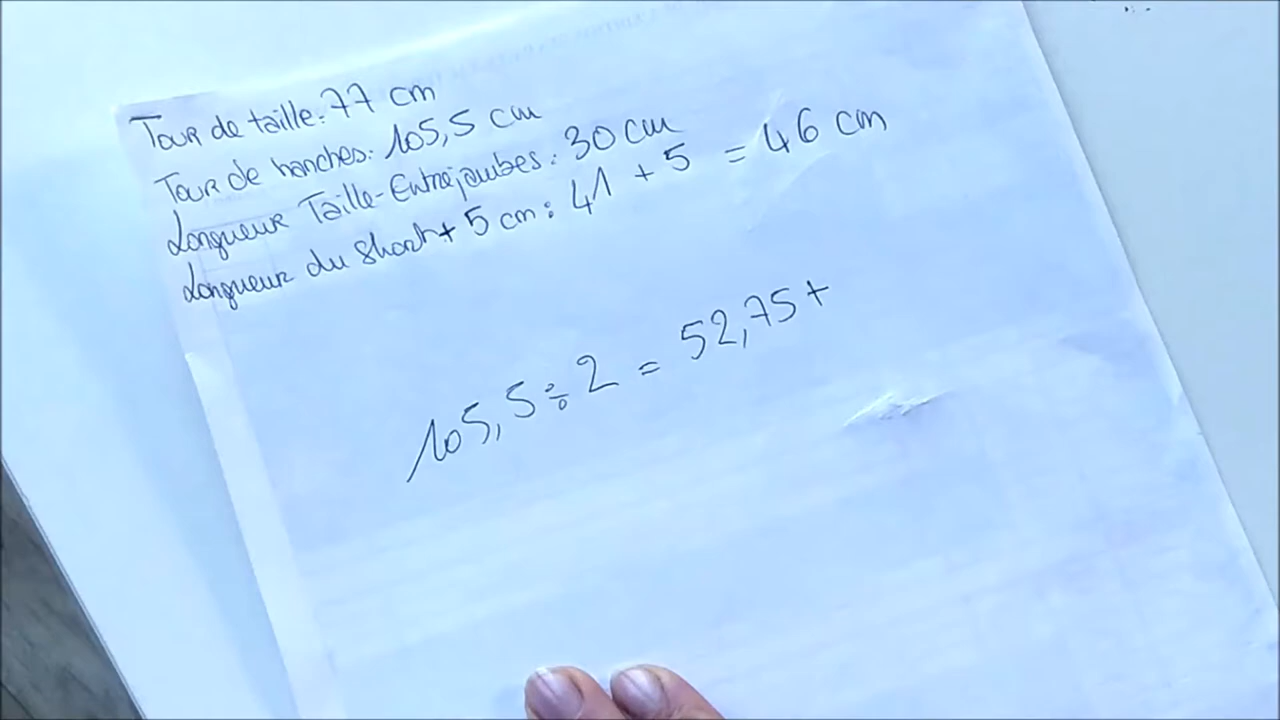 Tour de taille: 77 cm
Tour de hanches: 105,5 cm
Longueur Taille-Entrejambes: 30 cm
Longueur du Short + 5 cm: 41 + 5 = 46 cm
105,5 ÷ 2 = 52,75 +